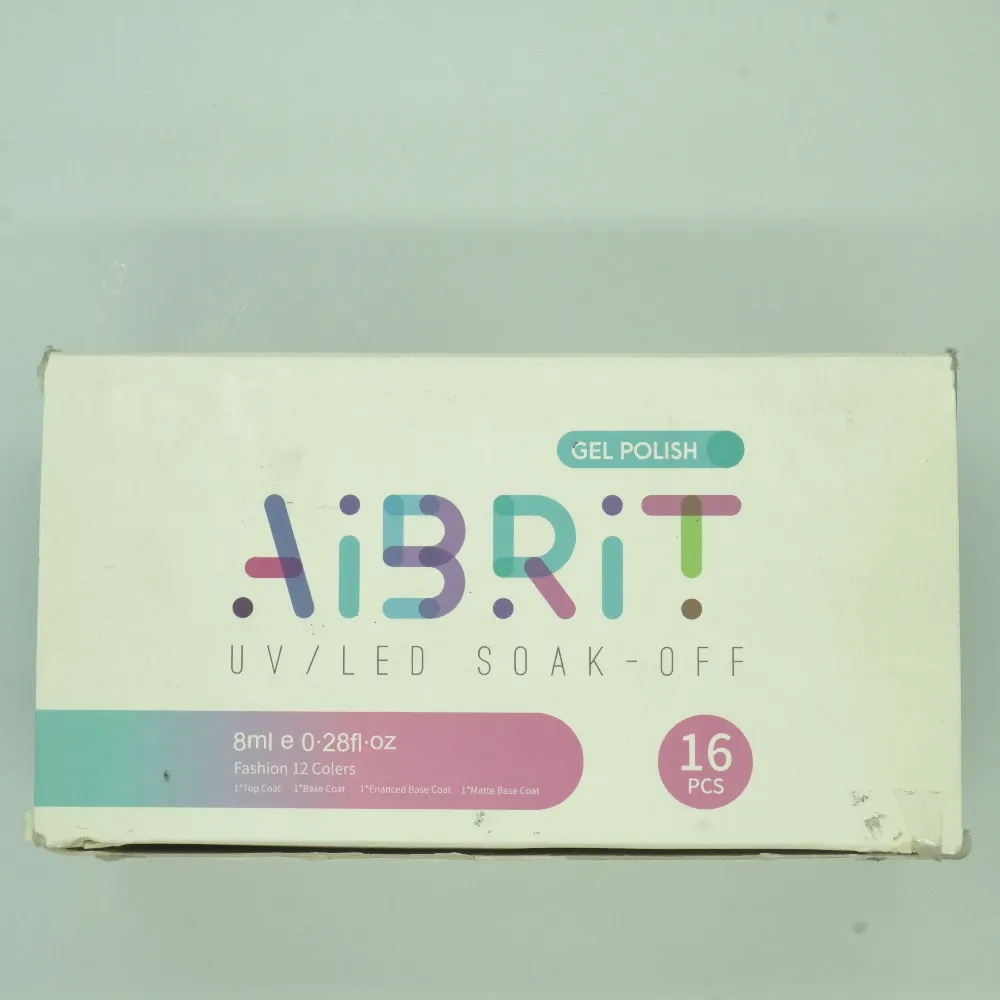 GEL POLISH
AiBRiT
UV/LED SOAK-OFF
8ml e 0·28fl·oz
Fashion 12 Colers
1*Top Coat 1*Base Coat 1*Enanced Base Coat 1*Matte Base Coat
16
PCS